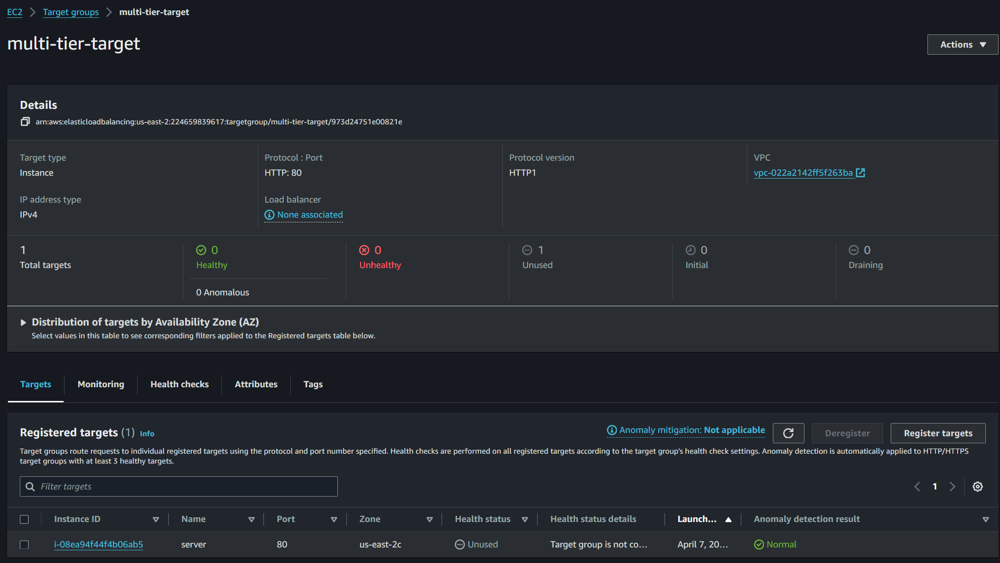 EC2 > Target groups > multi-tier-target
multi-tier-target
Actions
Details
arn:aws:elasticloadbalancing:us-east-2:224659839617:targetgroup/multi-tier-target/973d24751e00821e
Target type
Protocol : Port
Protocol version
VPC
Instance
HTTP: 80
HTTP1
vpc-022a2142ff5f263ba
IP address type
Load balancer
IPv4
None associated
1
0
0
1
0
0
Total targets
Healthy
Unhealthy
Unused
Initial
Draining
0 Anomalous
Distribution of targets by Availability Zone (AZ)
Select values in this table to see corresponding filters applied to the Registered targets table below.
Targets
Monitoring
Health checks
Attributes
Tags
Registered targets (1) Info
Anomaly mitigation: Not applicable
Deregister
Register targets
Target groups route requests to individual registered targets using the protocol and port number specified. Health checks are performed on all registered targets according to the target group's health check settings. Anomaly detection is automatically applied to HTTP/HTTPS
target groups with at least 3 healthy targets.
Filter targets
1
Instance ID
Name
Port
Zone
Health status
Health status details
Launch...
Anomaly detection result
i-08ea94f44f4b06ab5
server
80
us-east-2c
Unused
Target group is not co...
April 7, 20...
Normal